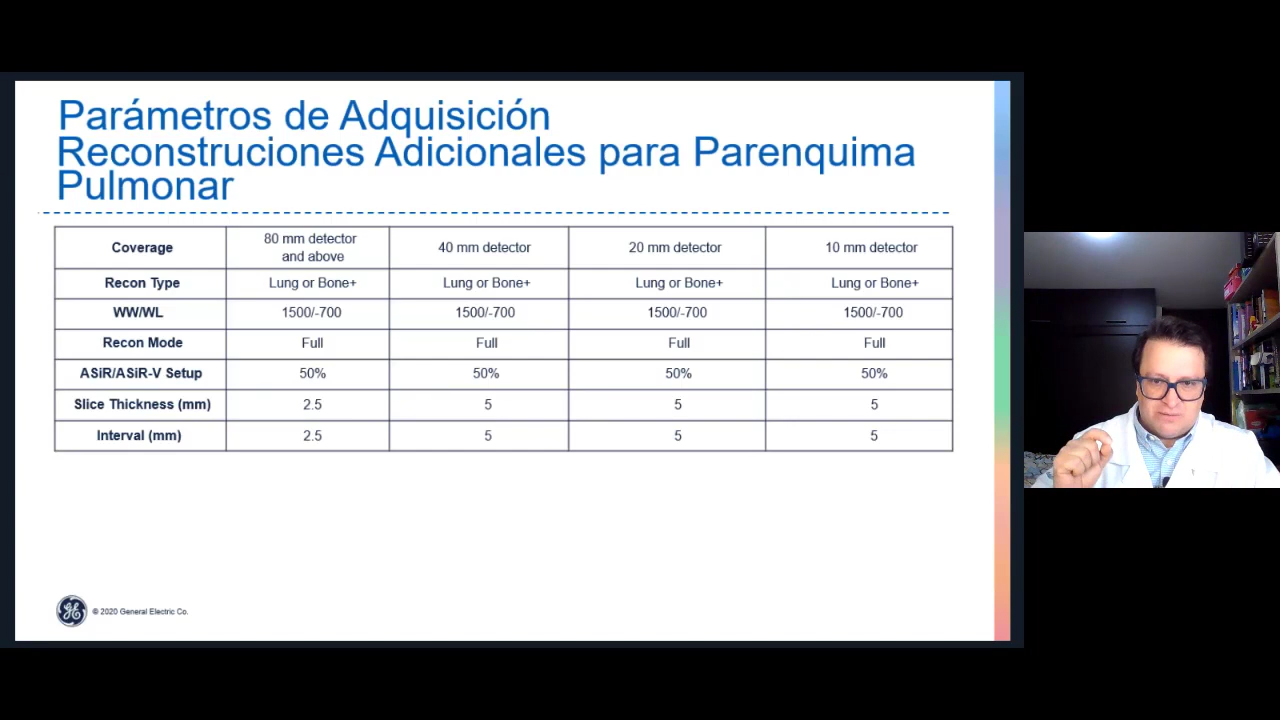 Parámetros de Adquisición
Reconstruciones Adicionales para Parenquima
Pulmonar
Coverage 80 mm detector and above 40 mm detector 20 mm detector 10 mm detector
Recon Type Lung or Bone+ Lung or Bone+ Lung or Bone+ Lung or Bone+
WW/WL 1500/-700 1500/-700 1500/-700 1500/-700
Recon Mode Full Full Full Full
ASiR/ASiR-V Setup 50% 50% 50% 50%
Slice Thickness (mm) 2.5 5 5 5
Interval (mm) 2.5 5 5 5
GE © 2020 General Electric Co.